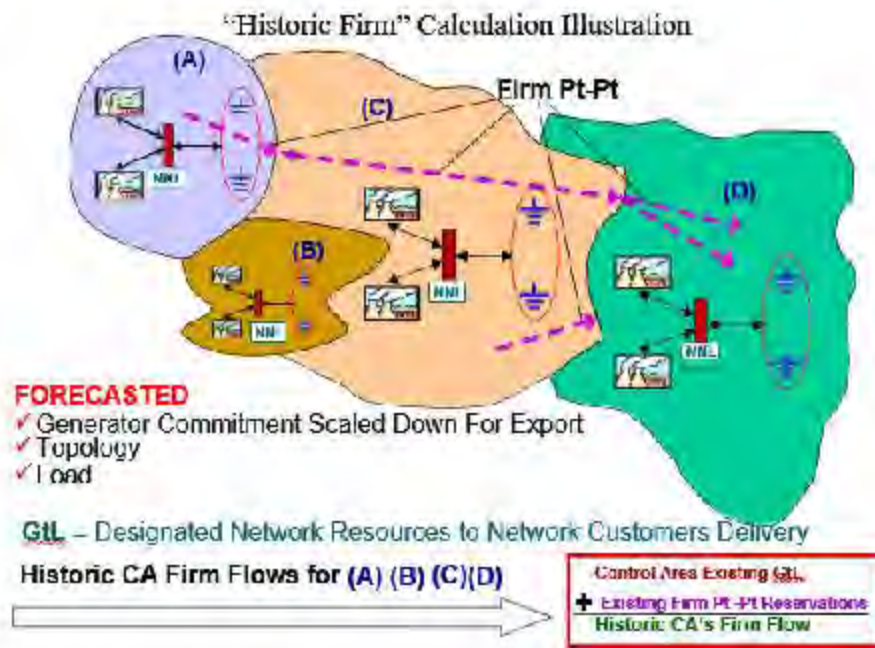 “Historic Firm” Calculation Illustration
(A)
Firm Pt-Pt
(C)
(D)
NNL
(B)
NNL
NNL
NNL
FORECASTED
✓ Generator Commitment Scaled Down For Export
✓ Topology
✓ Load
GtL – Designated Network Resources to Network Customers Delivery
Historic CA Firm Flows for (A) (B) (C)(D)
Control Area Existing GtL
+ Existing Firm Pt-Pt Reservations
Historic CA's Firm Flow